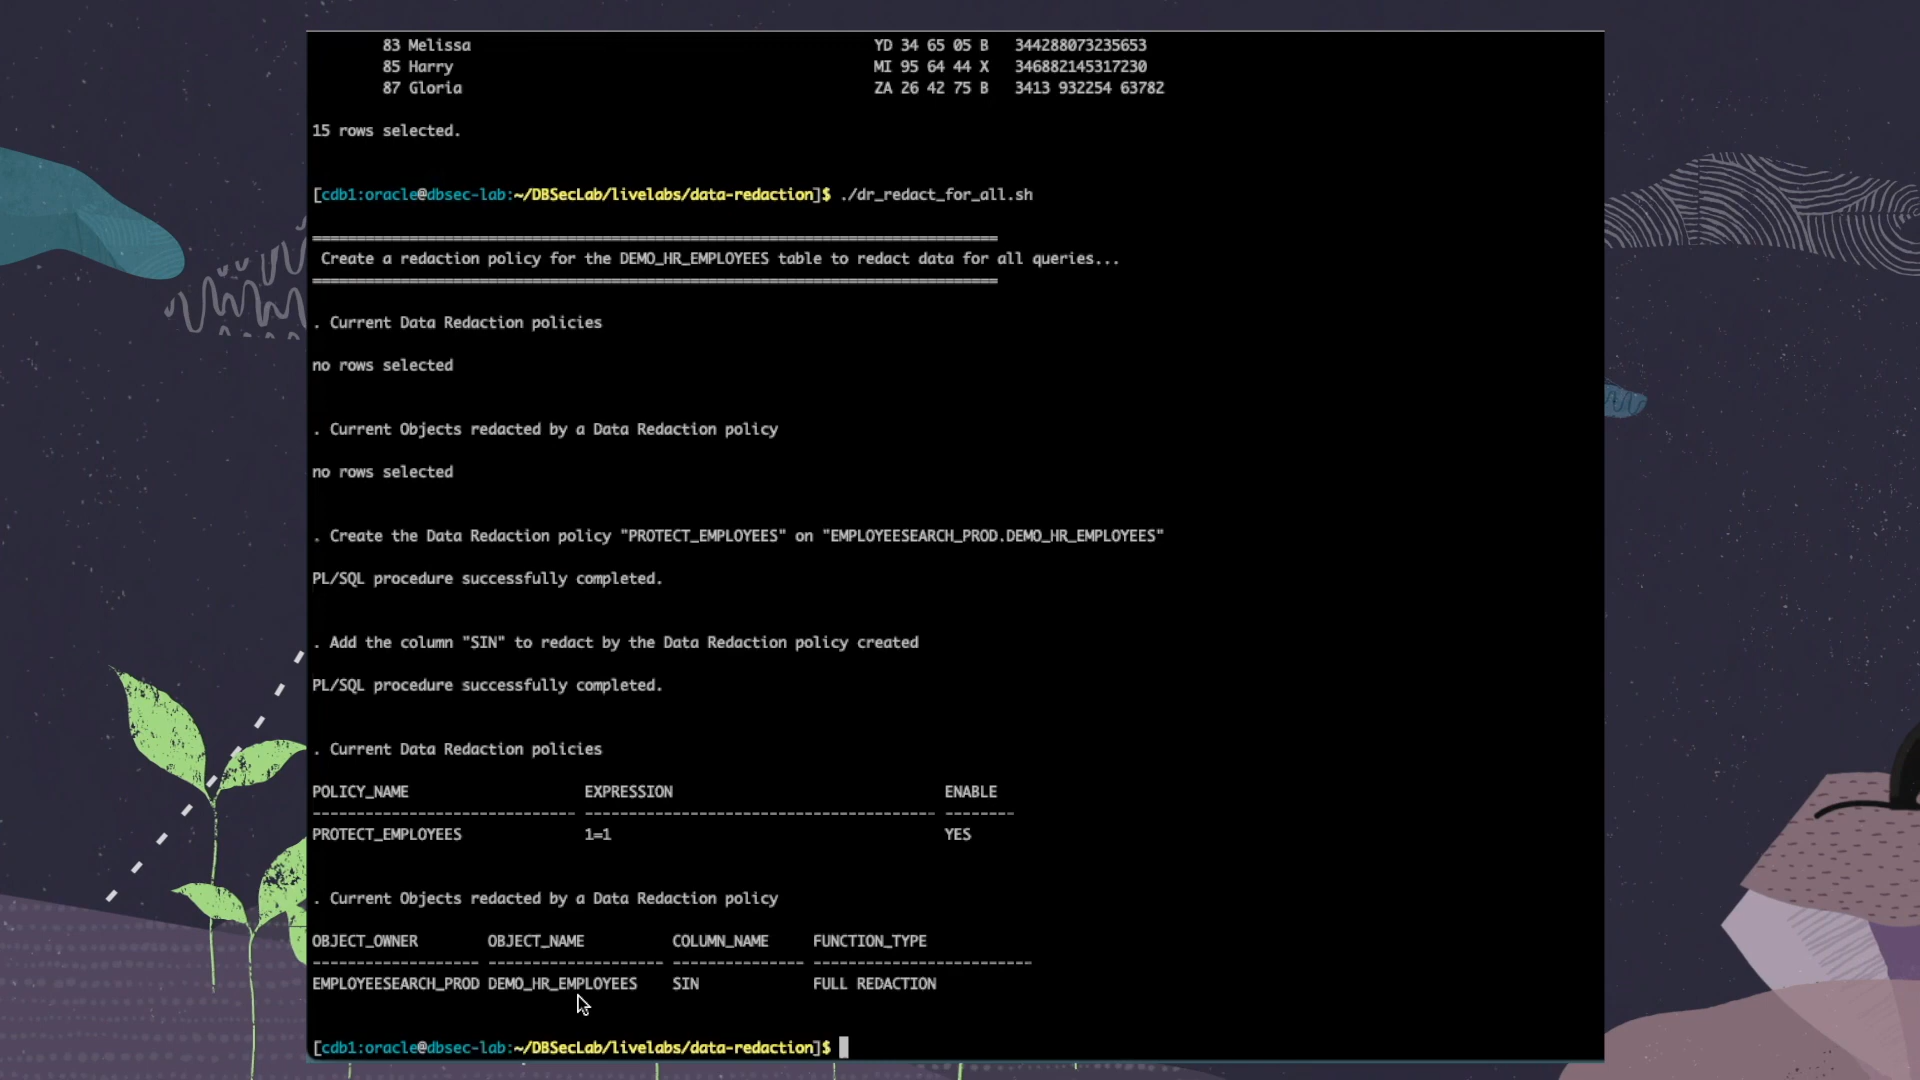 83 Melissa YD 34 65 05 B 344288073235653
85 Harry MI 95 64 44 X 346882145317230
87 Gloria ZA 26 42 75 B 3413 932254 63782
15 rows selected.
[cdb1:oracle@dbsec-lab:~/DBSecLab/livelabs/data-redaction]$ ./dr_redact_for_all.sh
==============================================================================
Create a redaction policy for the DEMO_HR_EMPLOYEES table to redact data for all queries...
==============================================================================
. Current Data Redaction policies
no rows selected
. Current Objects redacted by a Data Redaction policy
no rows selected
. Create the Data Redaction policy "PROTECT_EMPLOYEES" on "EMPLOYEESEARCH_PROD.DEMO_HR_EMPLOYEES"
PL/SQL procedure successfully completed.
. Add the column "SIN" to redact by the Data Redaction policy created
PL/SQL procedure successfully completed.
. Current Data Redaction policies
POLICY_NAME EXPRESSION ENABLE
------------------------------ ---------------------------------------- --------
PROTECT_EMPLOYEES 1=1 YES
. Current Objects redacted by a Data Redaction policy
OBJECT_OWNER OBJECT_NAME COLUMN_NAME FUNCTION_TYPE
------------------- -------------------- --------------- -------------------------
EMPLOYEESEARCH_PROD DEMO_HR_EMPLOYEES SIN FULL REDACTION
[cdb1:oracle@dbsec-lab:~/DBSecLab/livelabs/data-redaction]$